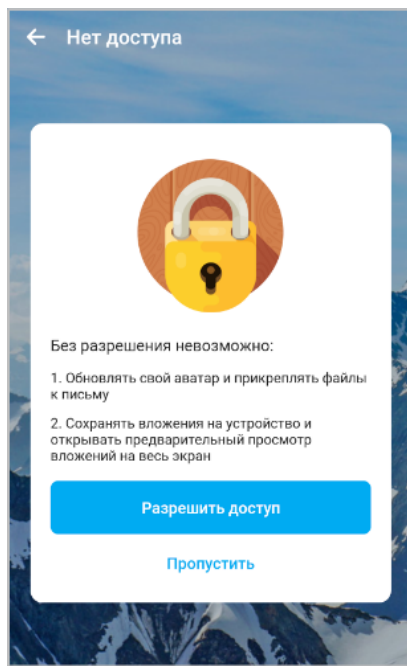 Нет доступа
Без разрешения невозможно:
1. Обновлять свой аватар и прикреплять файлы
к письму
2. Сохранять вложения на устройство и
открывать предварительный просмотр
вложений на весь экран
Разрешить доступ
Пропустить